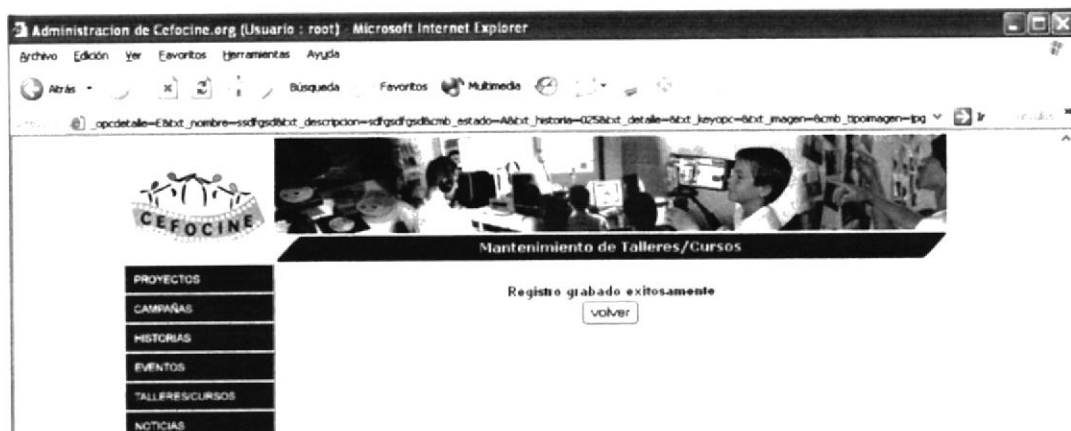 Administracion de Cefocine.org (Usuario : root) Microsoft Internet Explorer
Archivo Edición Ver Favoritos Herramientas Ayuda
Atrás Búsqueda Favoritos Multimedia
_opcdetalle=E&txt_nombre=ssdfgsd&txt_descripcion=sdfgsdfgsd&cmb_estado=A&txt_historia=025&txt_detalle=&txt_keyopc=&txt_imagen=&cmb_tipoimagen=jpg Ir
CEFOCINE
Mantenimiento de Talleres/Cursos
PROYECTOS
CAMPAÑAS
HISTORIAS
EVENTOS
TALLERES/CURSOS
NOTICIAS
Registro grabado exitosamente
volver